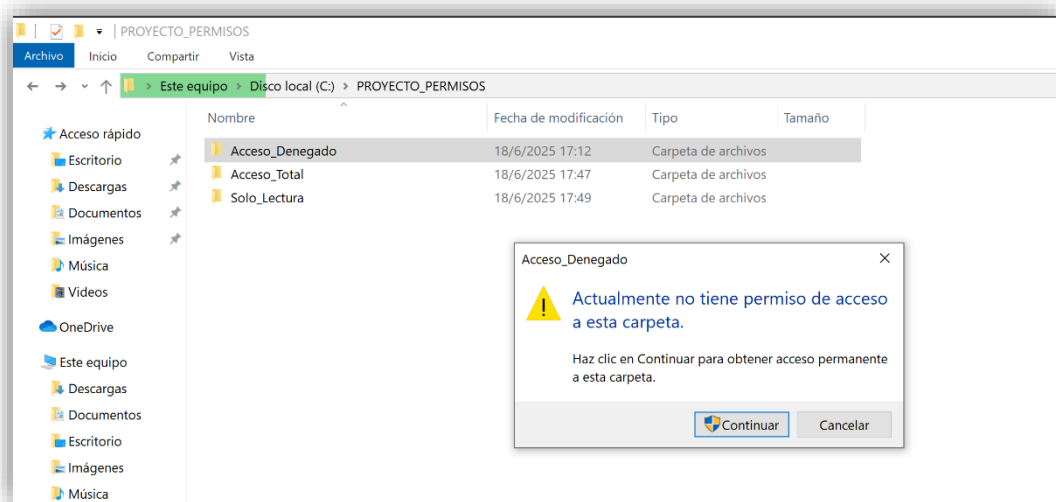 PROYECTO_PERMISOS
Archivo Inicio Compartir Vista
Este equipo > Disco local (C:) > PROYECTO_PERMISOS
Acceso rápido
Escritorio
Descargas
Documentos
Imágenes
Música
Videos
OneDrive
Este equipo
Descargas
Documentos
Escritorio
Imágenes
Música
Nombre Fecha de modificación Tipo Tamaño
Acceso_Denegado 18/6/2025 17:12 Carpeta de archivos
Acceso_Total 18/6/2025 17:47 Carpeta de archivos
Solo_Lectura 18/6/2025 17:49 Carpeta de archivos
Acceso_Denegado
Actualmente no tiene permiso de acceso
a esta carpeta.
Haz clic en Continuar para obtener acceso permanente
a esta carpeta.
Continuar Cancelar